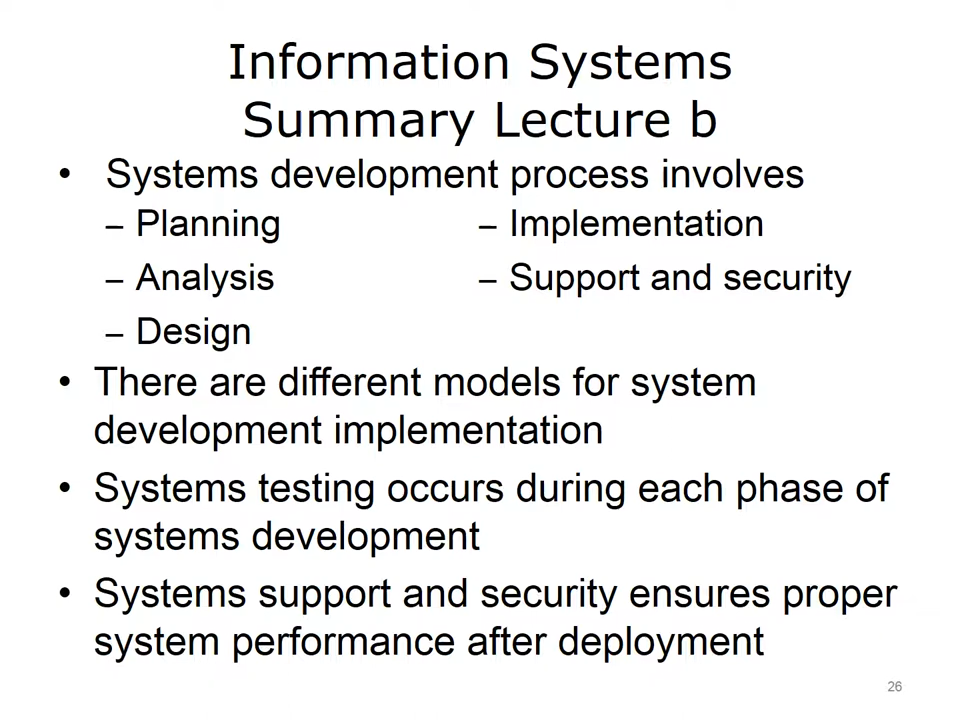 Information Systems
Summary Lecture b
• Systems development process involves
– Planning
– Analysis
– Design
– Implementation
– Support and security
• There are different models for system
development implementation
• Systems testing occurs during each phase of
systems development
• Systems support and security ensures proper
system performance after deployment
26